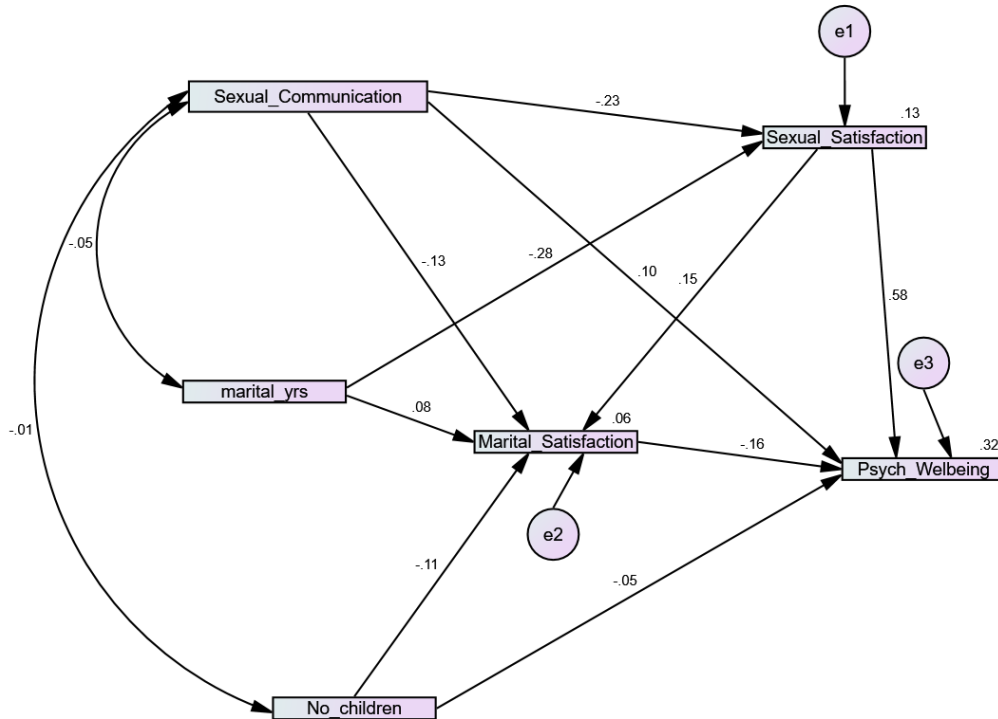 e1
Sexual_Communication
-.23
.13
Sexual_Satisfaction
-.05
-.13
-.28
.10
.15
.58
e3
marital_yrs
.08
.06
Marital_Satisfaction
-.16
.32
Psych_Welbeing
-.01
e2
-.11
-.05
No_children